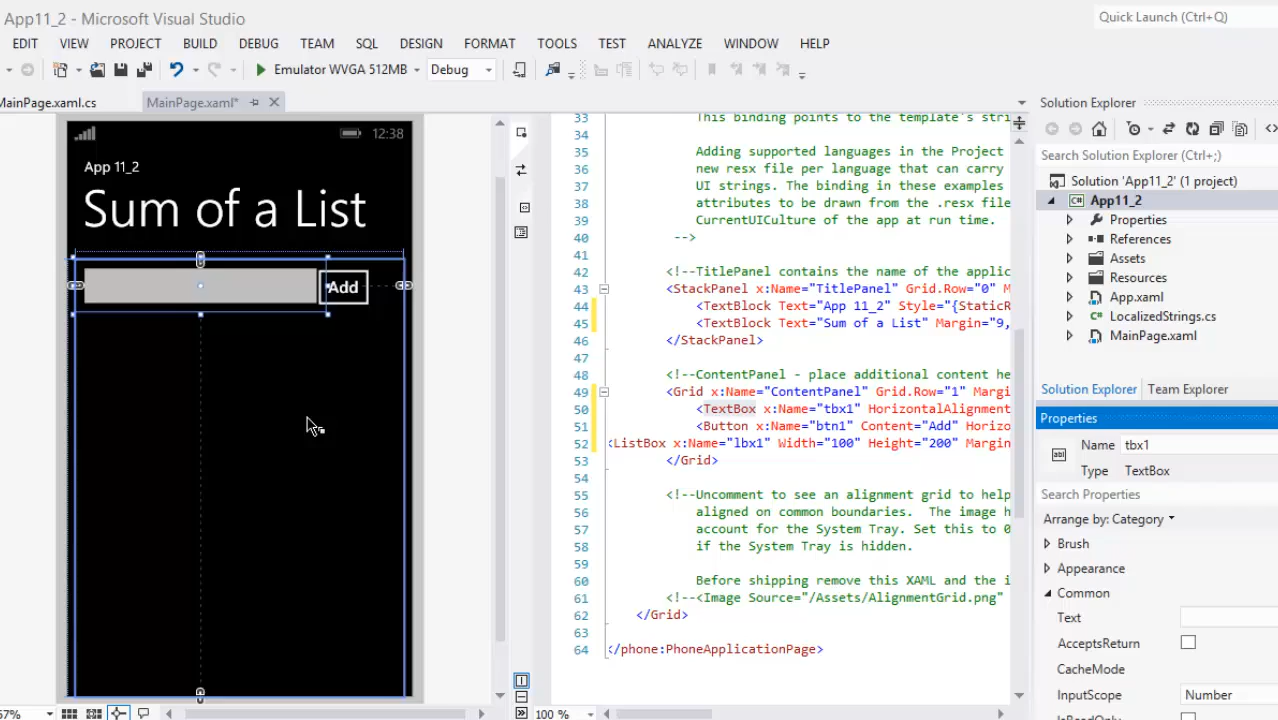 App11_2 - Microsoft Visual Studio
Quick Launch (Ctrl+Q)
EDIT VIEW PROJECT BUILD DEBUG TEAM SQL DESIGN FORMAT TOOLS TEST ANALYZE WINDOW HELP
Emulator WVGA 512MB Debug
MainPage.xaml.cs MainPage.xaml*
12:38
App 11_2
Sum of a List
Add
33 This binding points to the template's stri
34
35 Adding supported languages in the Project
36 new resx file per language that can carry
37 UI strings. The binding in these examples
38 attributes to be drawn from the .resx file
39 CurrentUICulture of the app at run time.
40 -->
41
42 <!--TitlePanel contains the name of the applic
43 <StackPanel x:Name="TitlePanel" Grid.Row="0" M
44 <TextBlock Text="App 11_2" Style="{StaticR
45 <TextBlock Text="Sum of a List" Margin="9,
46 </StackPanel>
47
48 <!--ContentPanel - place additional content he
49 <Grid x:Name="ContentPanel" Grid.Row="1" Margi
50 <TextBox x:Name="tbx1" HorizontalAlignment
51 <Button x:Name="btn1" Content="Add" Horizo
52 <ListBox x:Name="lbx1" Width="100" Height="200" Margin
53 </Grid>
54
55 <!--Uncomment to see an alignment grid to help
56 aligned on common boundaries. The image h
57 account for the System Tray. Set this to 0
58 if the System Tray is hidden.
59
60 Before shipping remove this XAML and the i
61 <!--<Image Source="/Assets/AlignmentGrid.png"
62 </Grid>
63
64 </phone:PhoneApplicationPage>
57%
100 %
Solution Explorer
Search Solution Explorer (Ctrl+;)
Solution 'App11_2' (1 project)
App11_2
Properties
References
Assets
Resources
App.xaml
LocalizedStrings.cs
MainPage.xaml
Solution Explorer Team Explorer
Properties
Name tbx1
Type TextBox
Search Properties
Arrange by: Category
Brush
Appearance
Common
Text
AcceptsReturn
CacheMode
InputScope Number
IsReadOnly